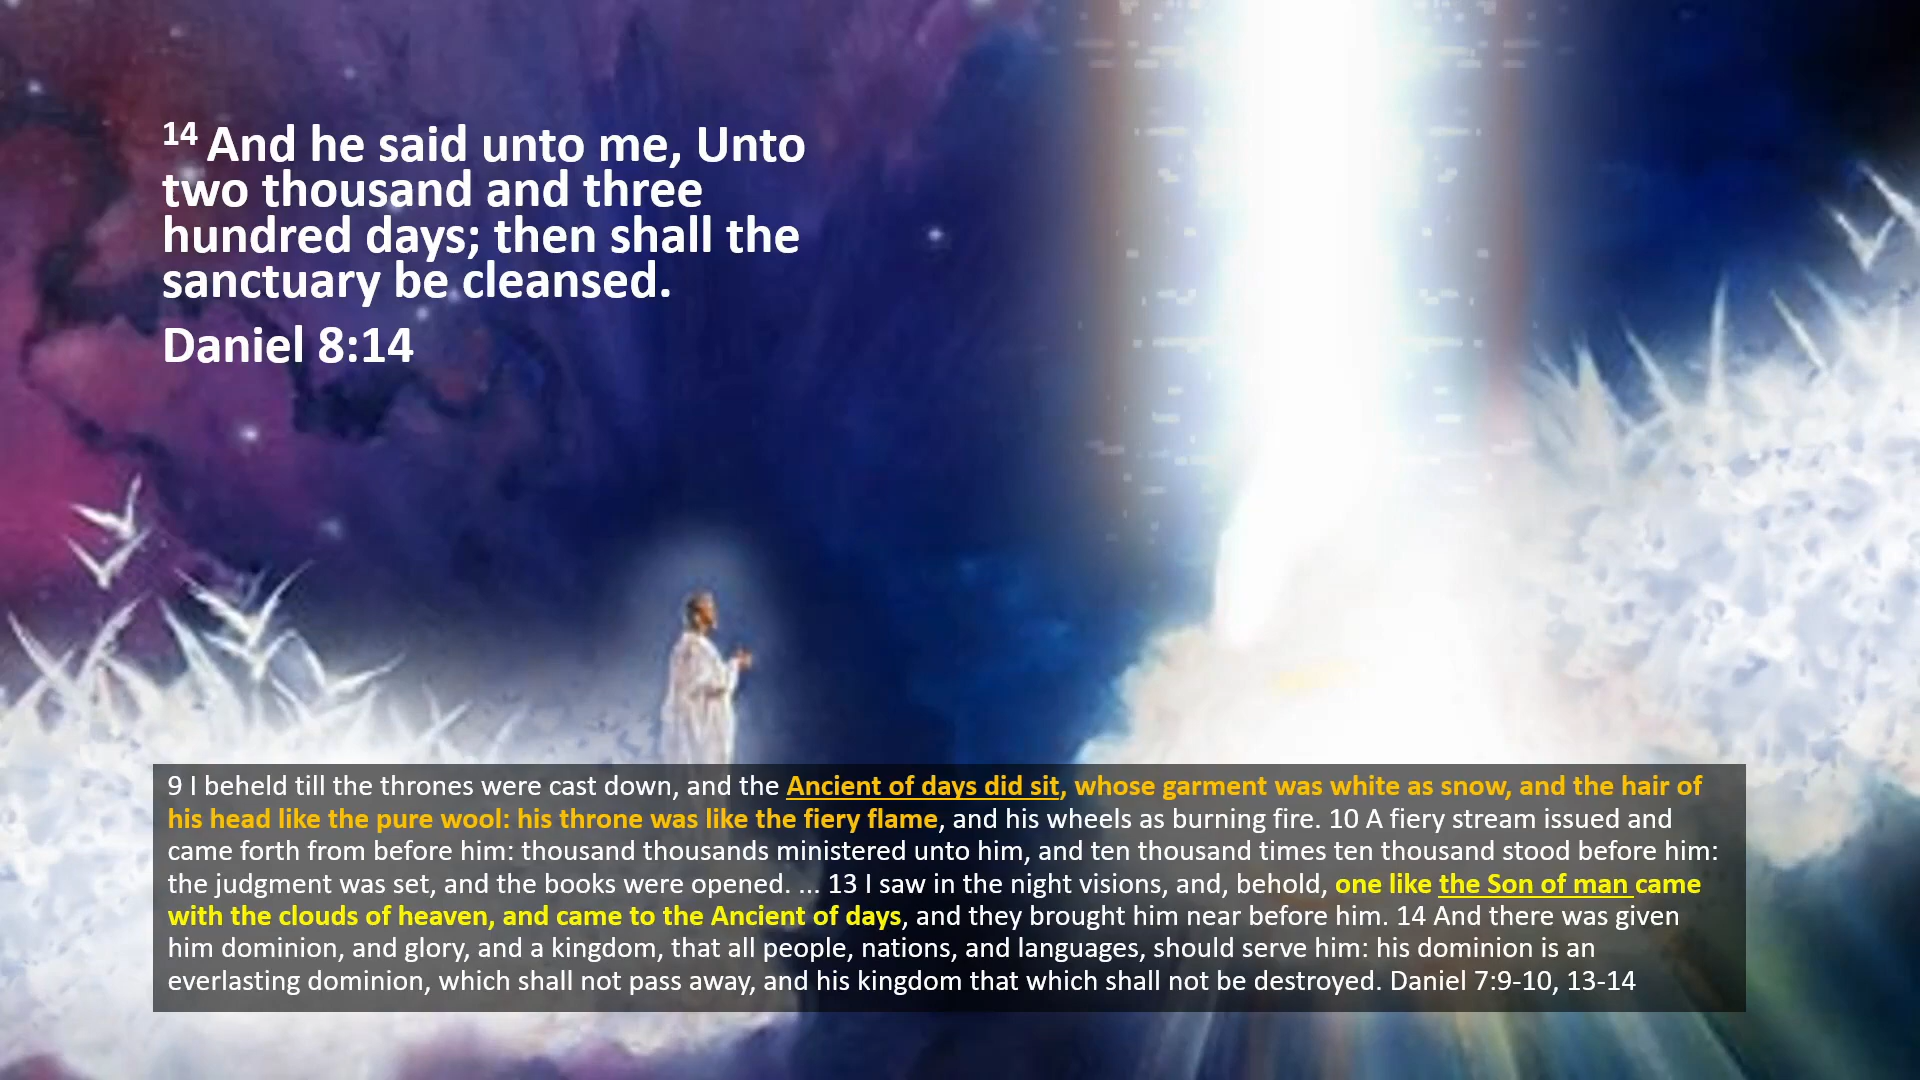 14 And he said unto me, Unto
two thousand and three
hundred days; then shall the
sanctuary be cleansed.
Daniel 8:14
9 I beheld till the thrones were cast down, and the Ancient of days did sit, whose garment was white as snow, and the hair of
his head like the pure wool: his throne was like the fiery flame, and his wheels as burning fire. 10 A fiery stream issued and
came forth from before him: thousand thousands ministered unto him, and ten thousand times ten thousand stood before him:
the judgment was set, and the books were opened. ... 13 I saw in the night visions, and, behold, one like the Son of man came
with the clouds of heaven, and came to the Ancient of days, and they brought him near before him. 14 And there was given
him dominion, and glory, and a kingdom, that all people, nations, and languages, should serve him: his dominion is an
everlasting dominion, which shall not pass away, and his kingdom that which shall not be destroyed. Daniel 7:9-10, 13-14